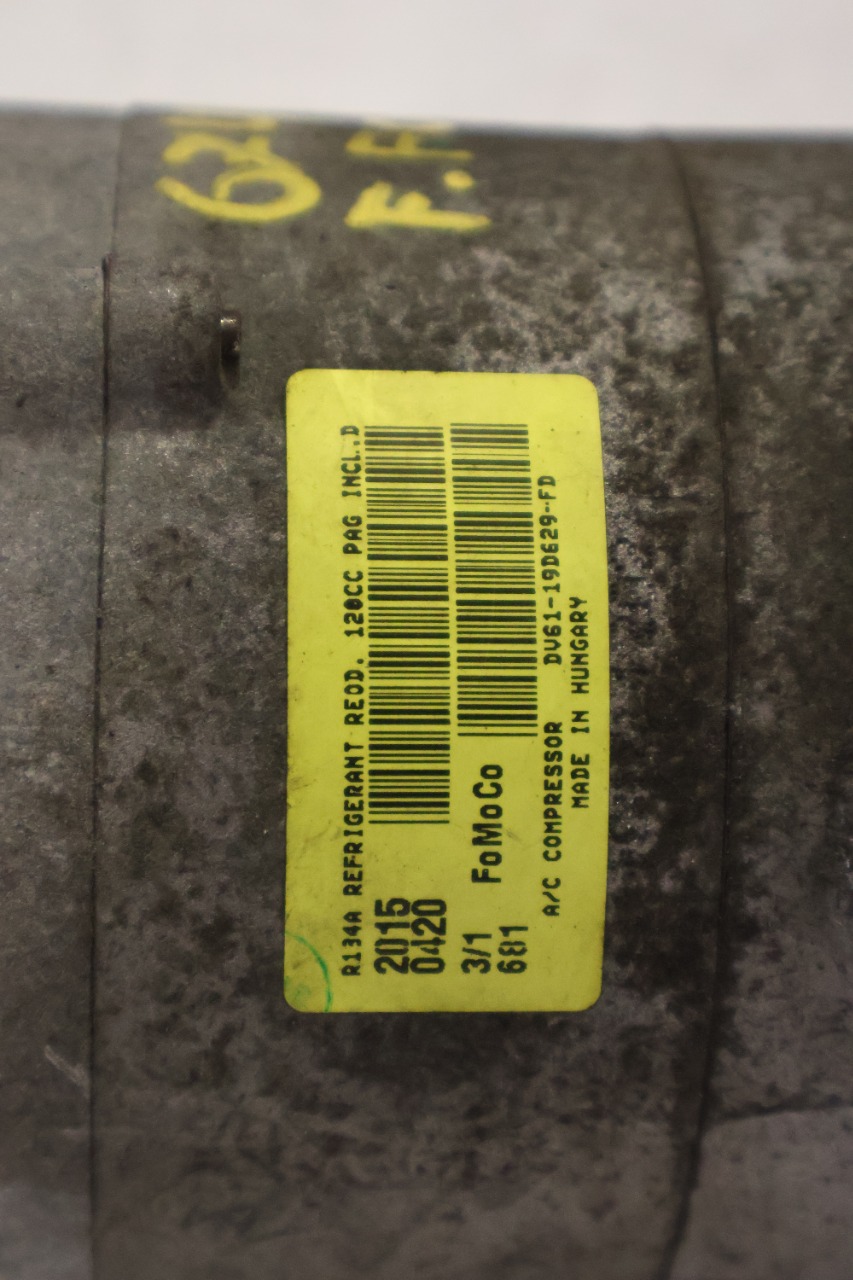 R134A REFRIGERANT REQD. 120CC PAG INCL.D
2015
0420
3/1
681
FoMoCo
A/C COMPRESSOR DV61-19D629-FD
MADE IN HUNGARY